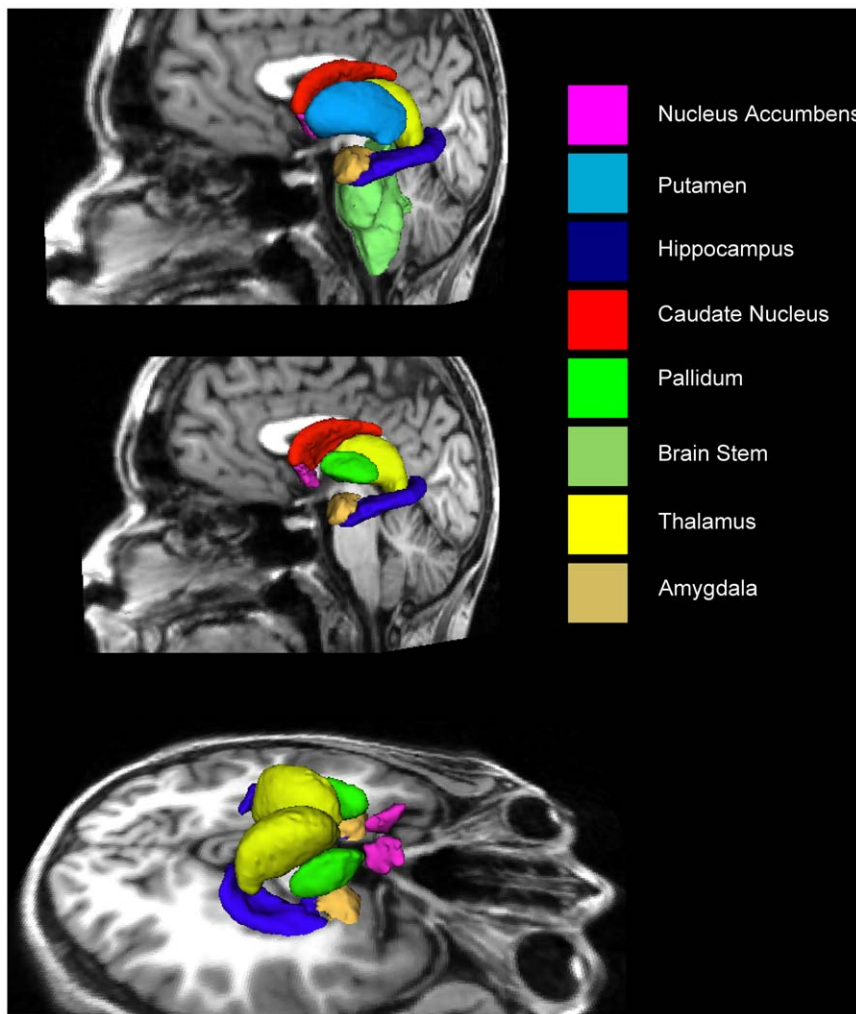 Nucleus Accumbens
Putamen
Hippocampus
Caudate Nucleus
Pallidum
Brain Stem
Thalamus
Amygdala